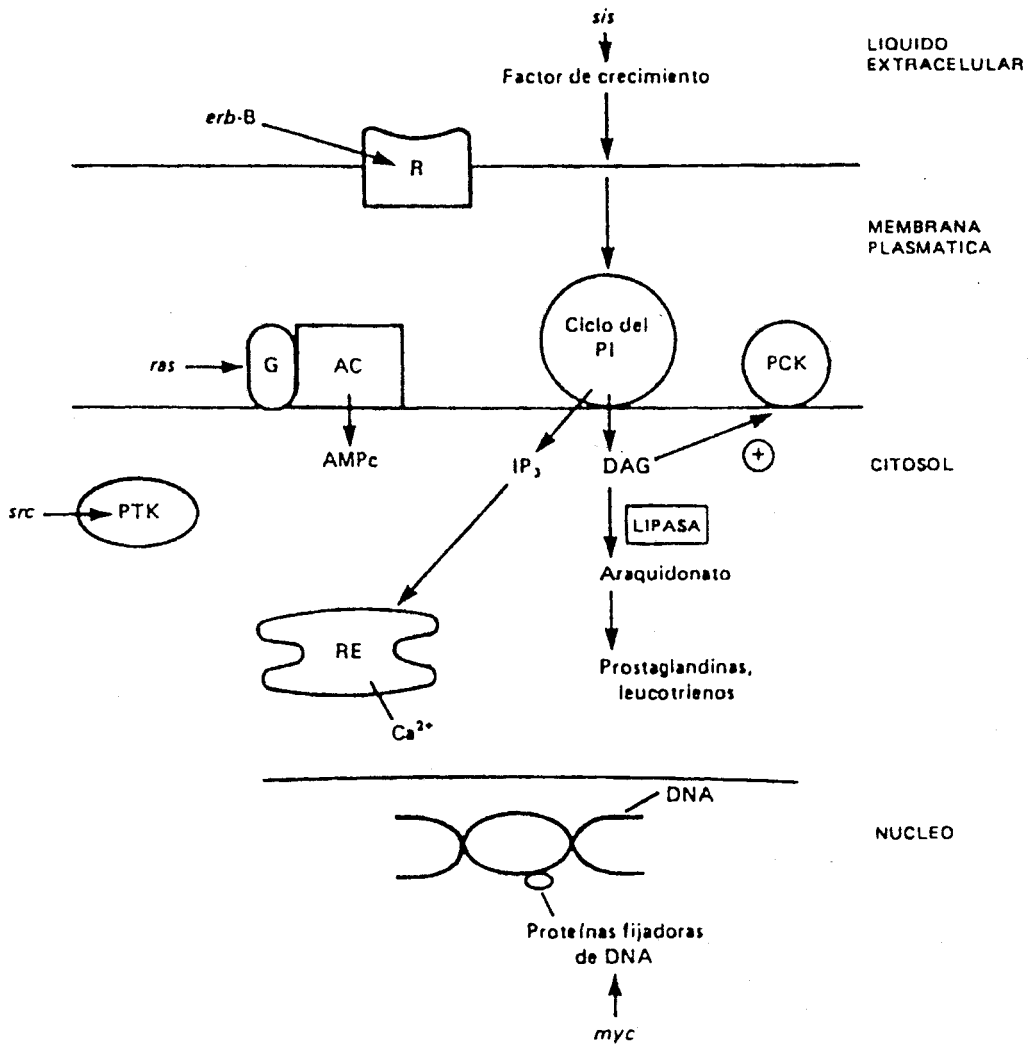 sis
LIQUIDO
EXTRACELULAR
Factor de crecimiento
erb-B
R
MEMBRANA
PLASMATICA
Ciclo del
PI
ras
G
AC
PCK
AMPc
IP₃
DAG
+
CITOSOL
src
PTK
LIPASA
Araquidonato
RE
Prostaglandinas,
leucotrienos
Ca²⁺
DNA
NUCLEO
Proteínas fijadoras
de DNA
myc